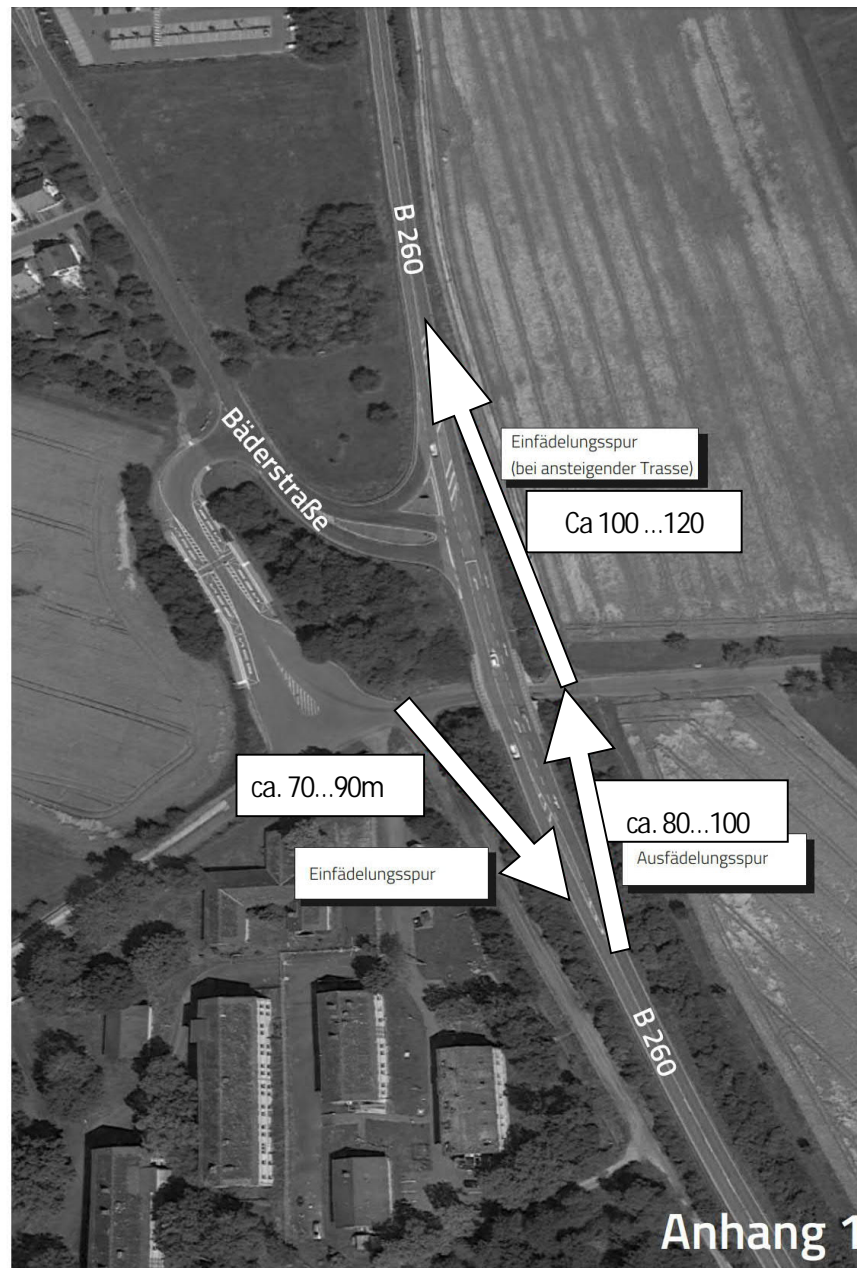 B 260
Bäderstraße
Einfädelungsspur
(bei ansteigender Trasse)
Ca 100 ...120
ca. 70...90m
Einfädelungsspur
ca. 80...100
Ausfädelungsspur
B 260
Anhang 1